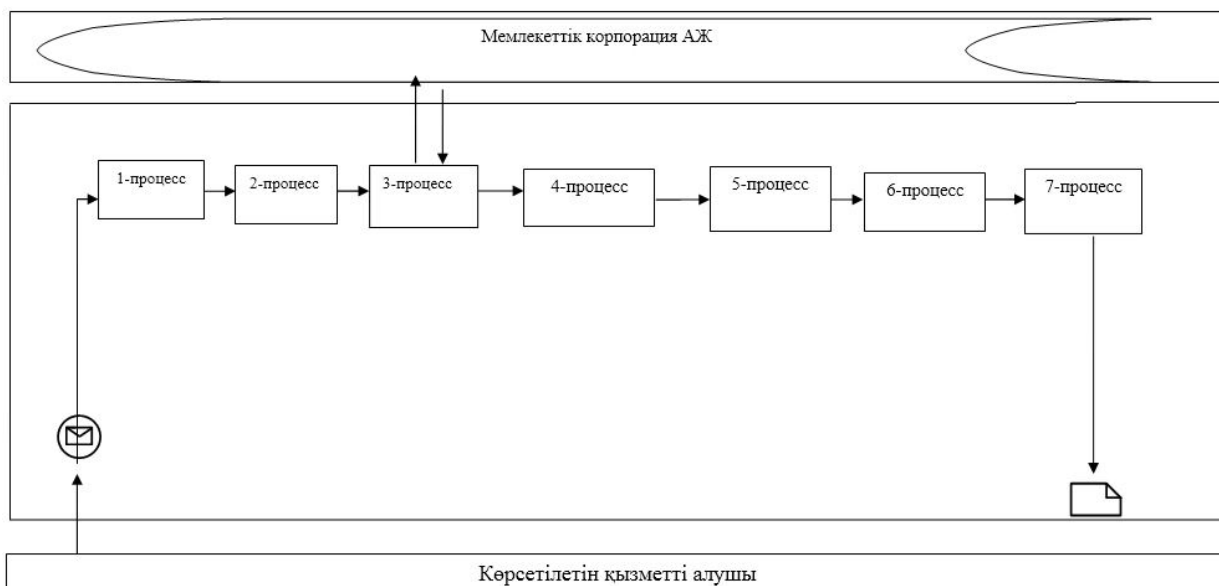 Мемлекеттік корпорация АЖ
1-процесс
2-процесс
3-процесс
4-процесс
5-процесс
6-процесс
7-процесс
Көрсетілетін қызметті алушы